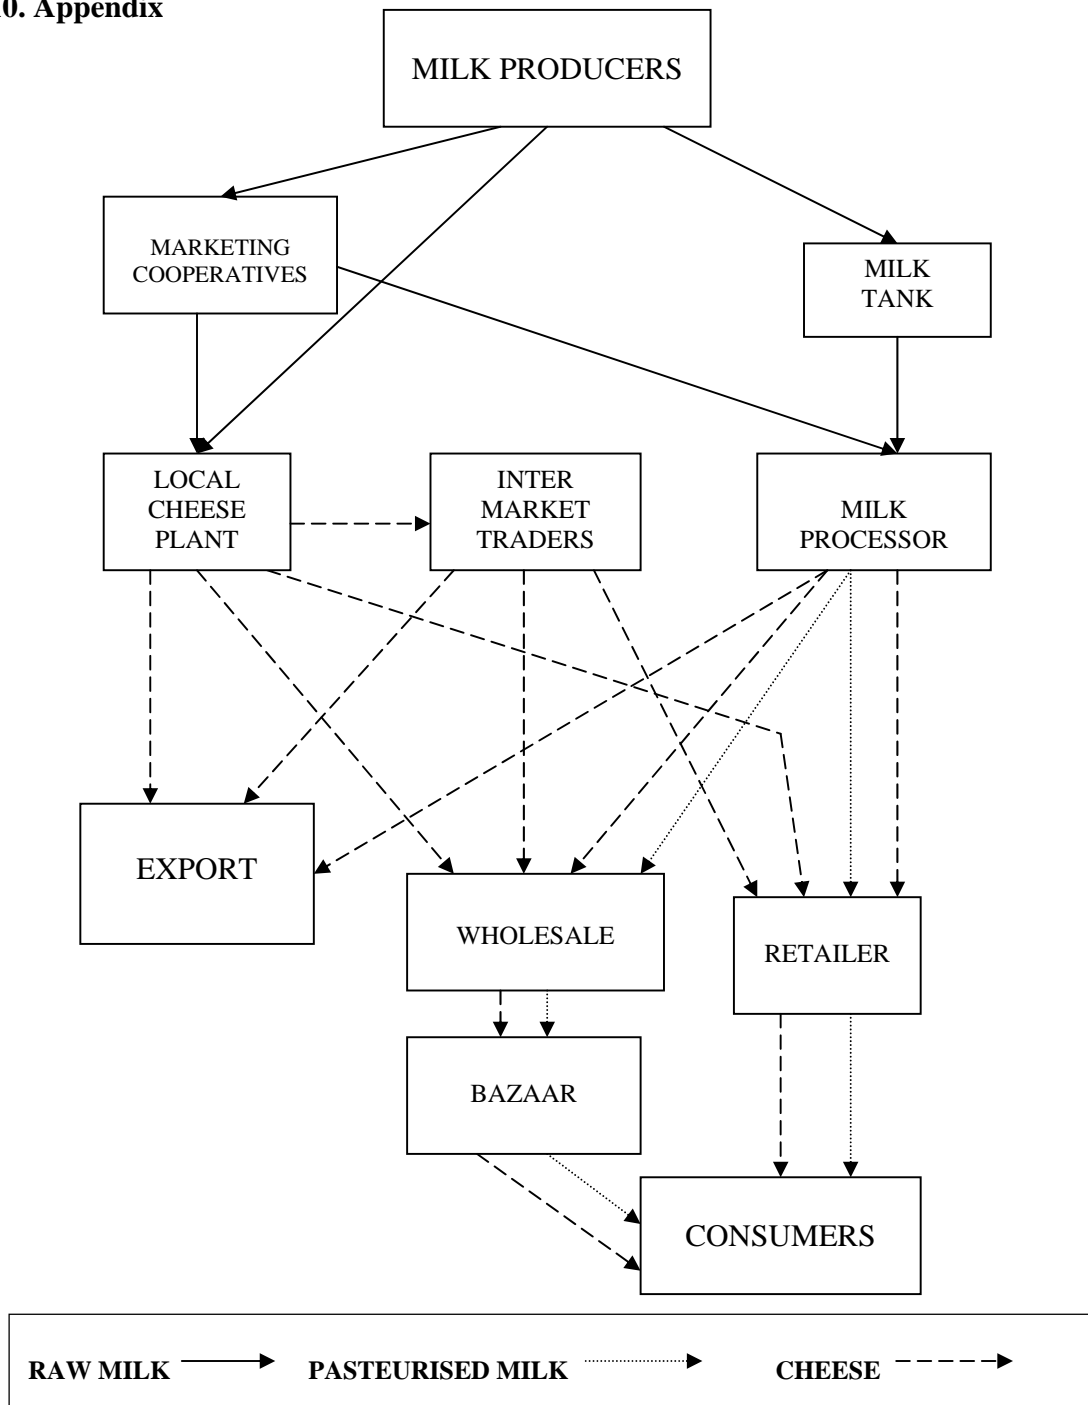 0. Appendix
MILK PRODUCERS
MARKETING
COOPERATIVES
MILK
TANK
LOCAL
CHEESE
PLANT
INTER
MARKET
TRADERS
MILK
PROCESSOR
EXPORT
WHOLESALE
RETAILER
BAZAAR
CONSUMERS
RAW MILK
PASTEURISED MILK
CHEESE